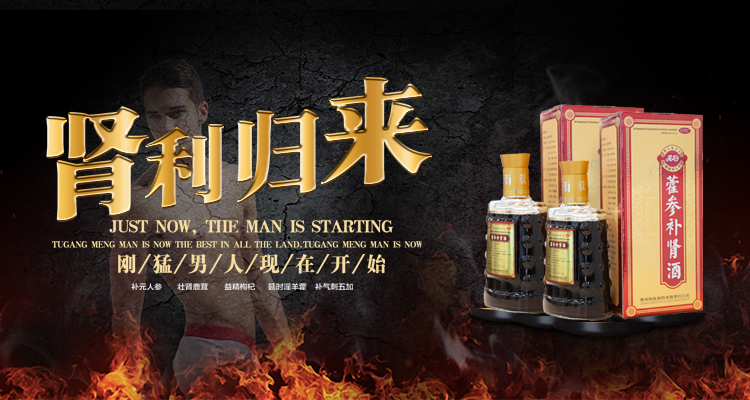 肾利归来
JUST NOW, THE MAN IS STARTING
TUGANG MENG MAN IS NOW THE BEST IN ALL THE LAND.TUGANG MENG MAN IS NOW
刚/猛/男/人/现/在/开/始
补元人参 壮肾鹿茸 益精枸杞 延时淫羊藿 补气刺五加
藿参补肾酒